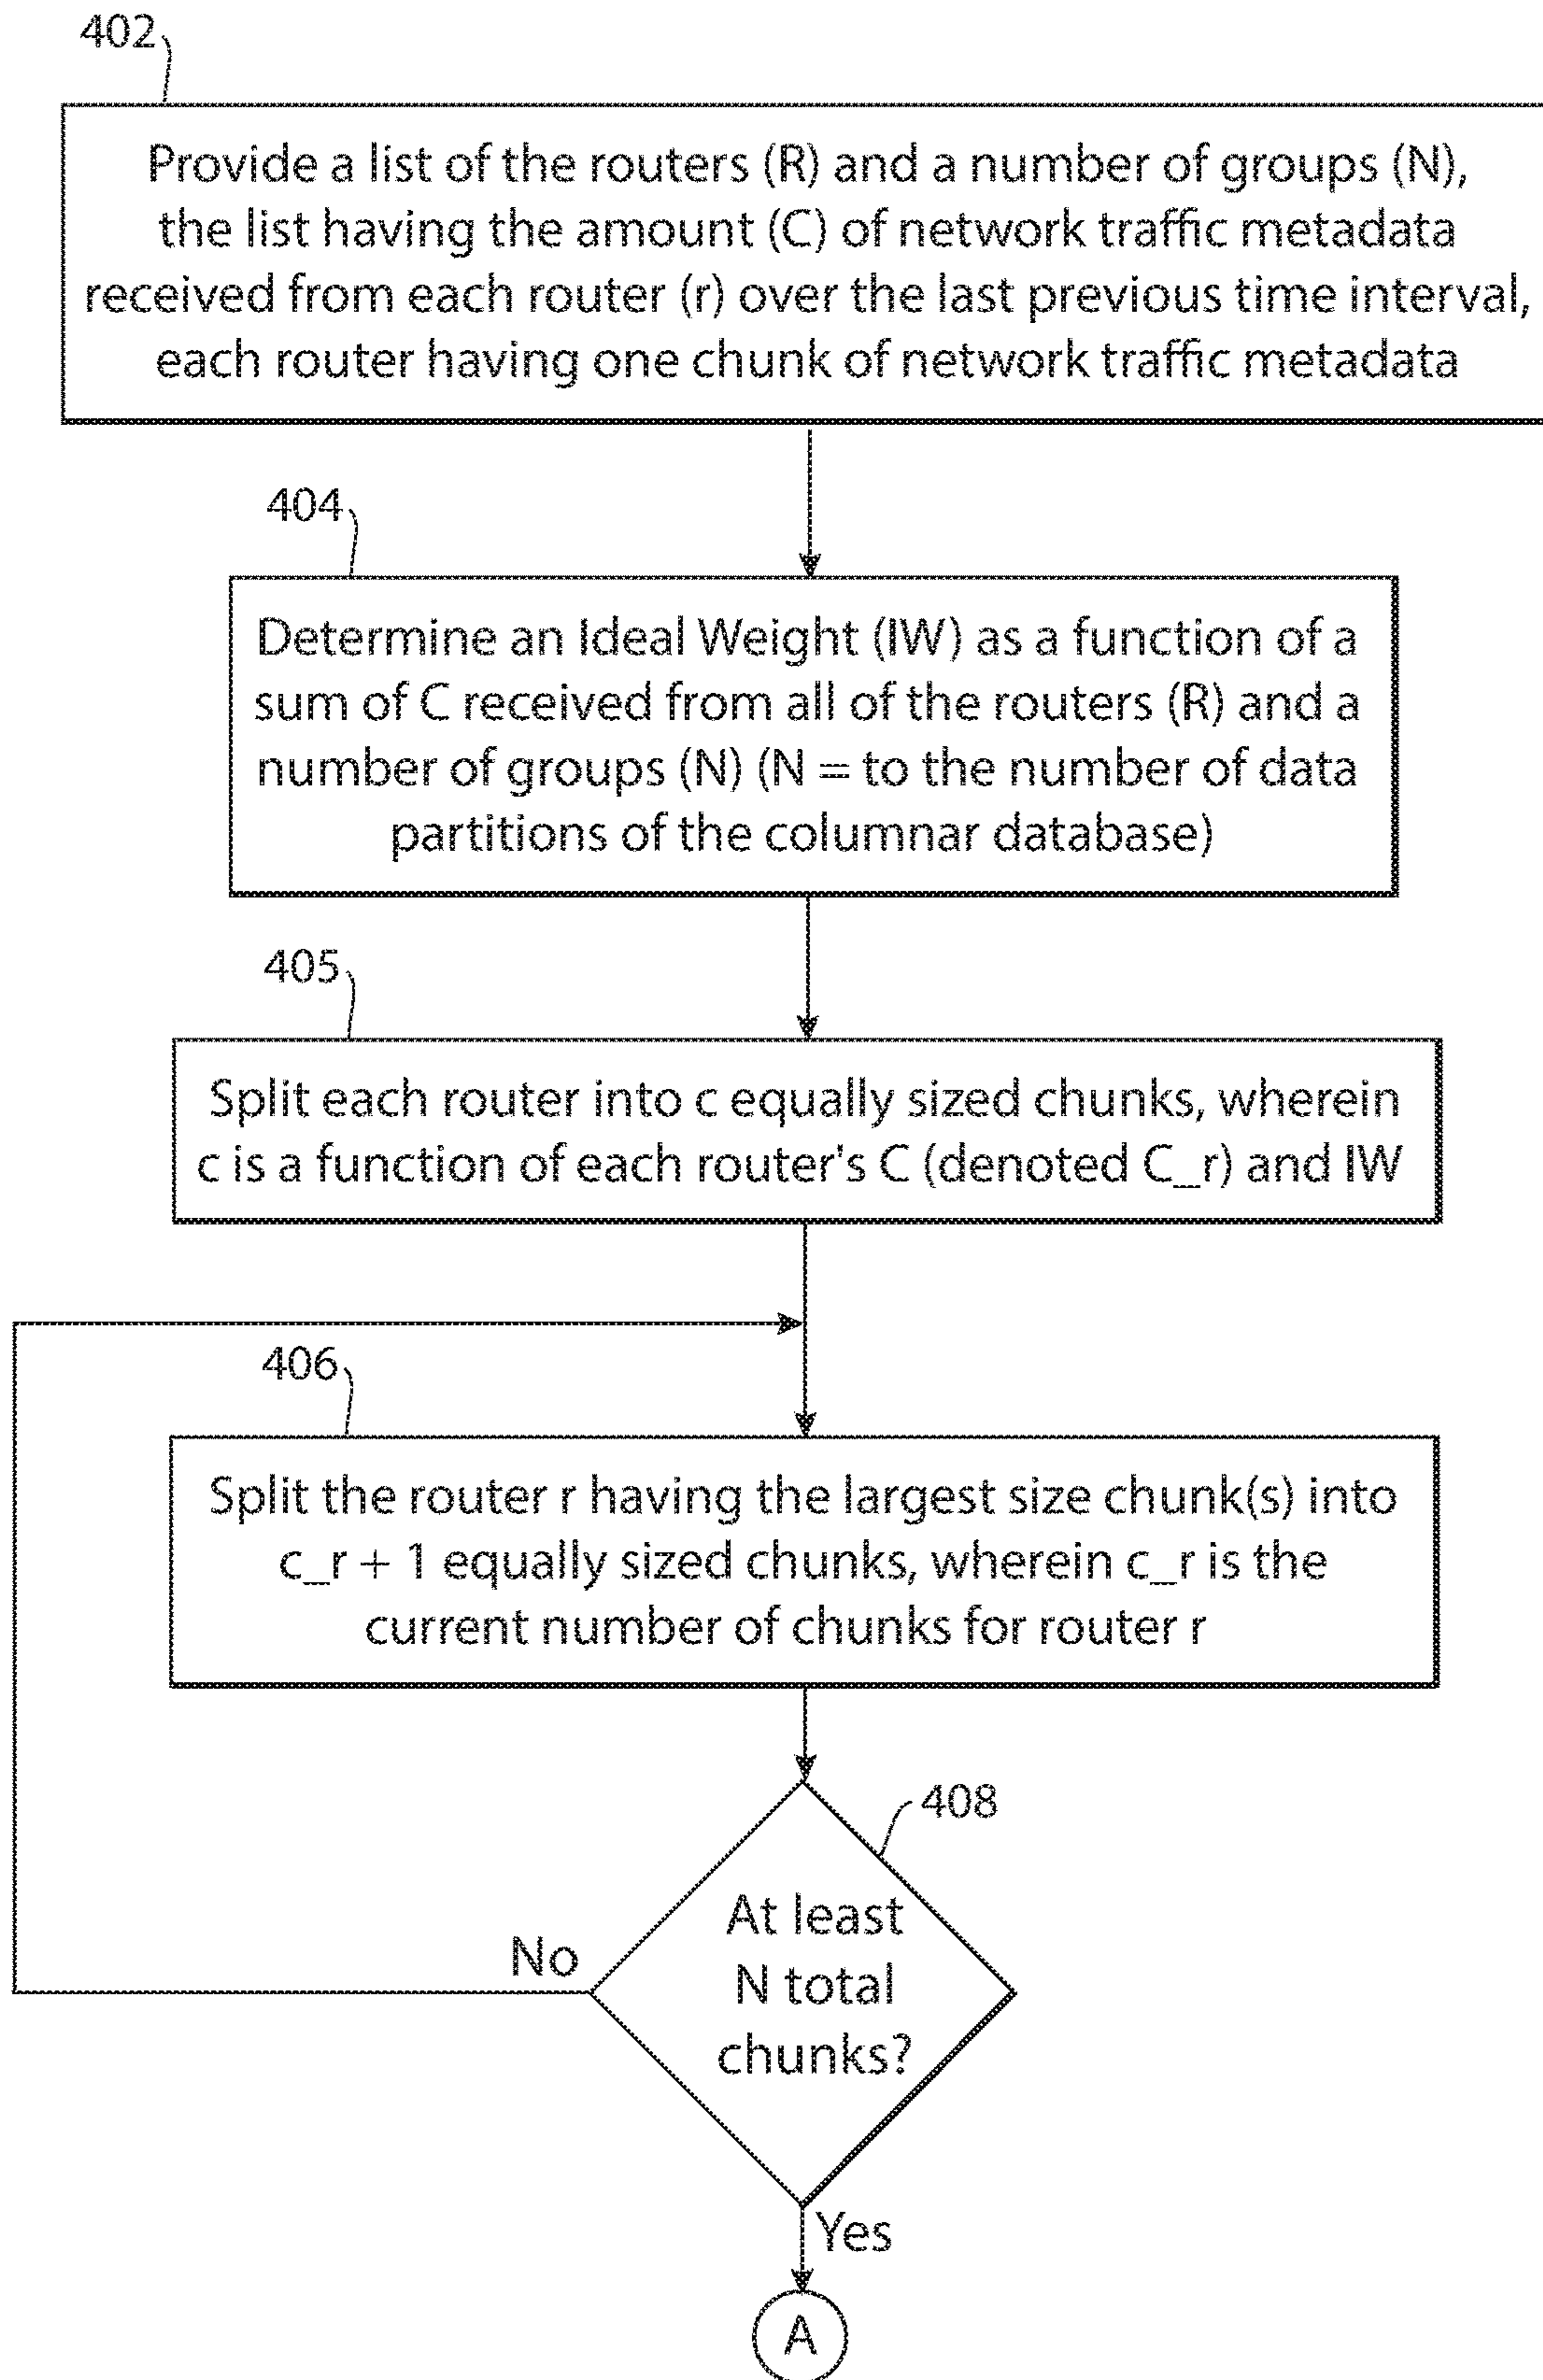 402
Provide a list of the routers (R) and a number of groups (N),
the list having the amount (C) of network traffic metadata
received from each router (r) over the last previous time interval,
each router having one chunk of network traffic metadata
404
Determine an Ideal Weight (IW) as a function of a
sum of C received from all of the routers (R) and a
number of groups (N) (N = to the number of data
partitions of the columnar database)
405
Split each router into c equally sized chunks, wherein
c is a function of each router's C (denoted C_r) and IW
406
Split the router r having the largest size chunk(s) into
c_r + 1 equally sized chunks, wherein c_r is the
current number of chunks for router r
408
At least
N total
chunks?
No
Yes
A